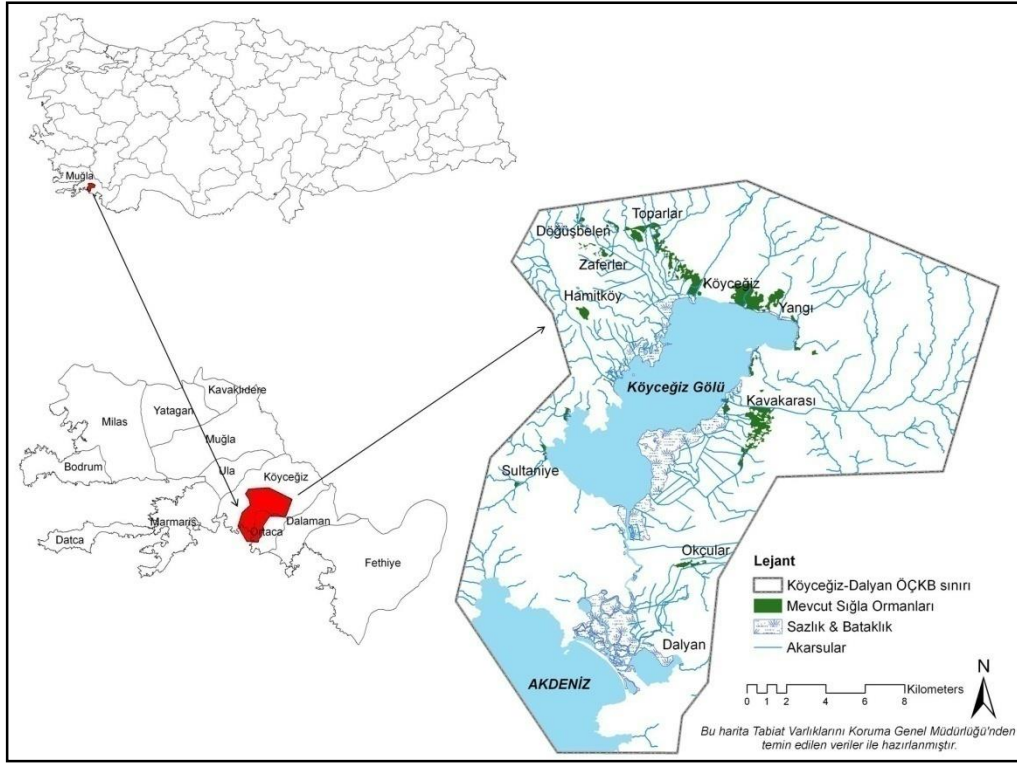 Muğla
Toparlar
Döğüşbelen
Zaferler
Köyceğiz
Hamitköy
Yangı
Köyceğiz Gölü
Kavakarası
Sultaniye
Okçular
Dalyan
AKDENİZ
Kavaklıdere
Yatagan
Milas
Muğla
Bodrum
Ula
Köyceğiz
Marmaris
Dalaman
Ortaca
Datca
Fethiye
Lejant
Köyceğiz-Dalyan ÖÇKB sınırı
Mevcut Sığla Ormanları
Sazlık & Bataklık
Akarsular
N
Kilometers
0 1 2 4 6 8
Bu harita Tabiat Varlıklarını Koruma Genel Müdürlüğü'nden
temin edilen veriler ile hazırlanmıştır.